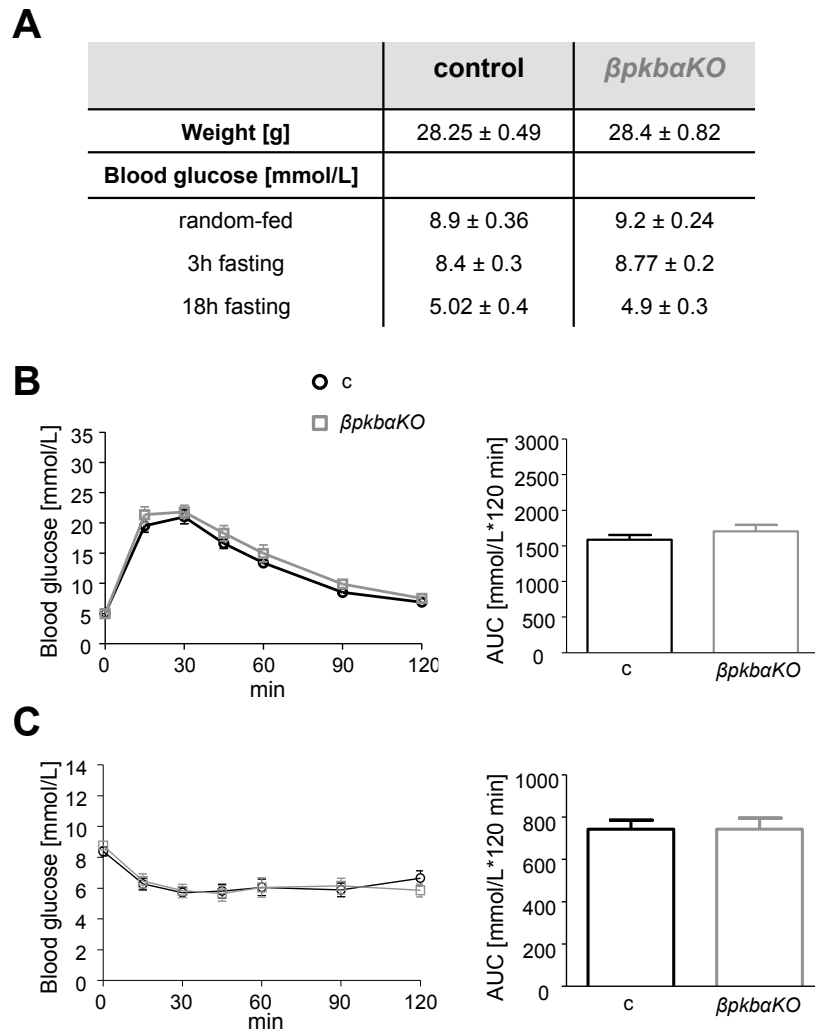 A
control βpkbαKO
Weight [g] 28.25 ± 0.49 28.4 ± 0.82
Blood glucose [mmol/L]
random-fed 8.9 ± 0.36 9.2 ± 0.24
3h fasting 8.4 ± 0.3 8.77 ± 0.2
18h fasting 5.02 ± 0.4 4.9 ± 0.3
B
c
βpkbαKO
Blood glucose [mmol/L]
35
30
25
20
15
10
5
0
0 30 60 90 120
min
AUC [mmol/L*120 min]
3000
2500
2000
1500
1000
500
0
c βpkbαKO
C
Blood glucose [mmol/L]
14
12
10
8
6
4
2
0
0 30 60 90 120
min
AUC [mmol/L*120 min]
1000
800
600
400
200
0
c βpkbαKO